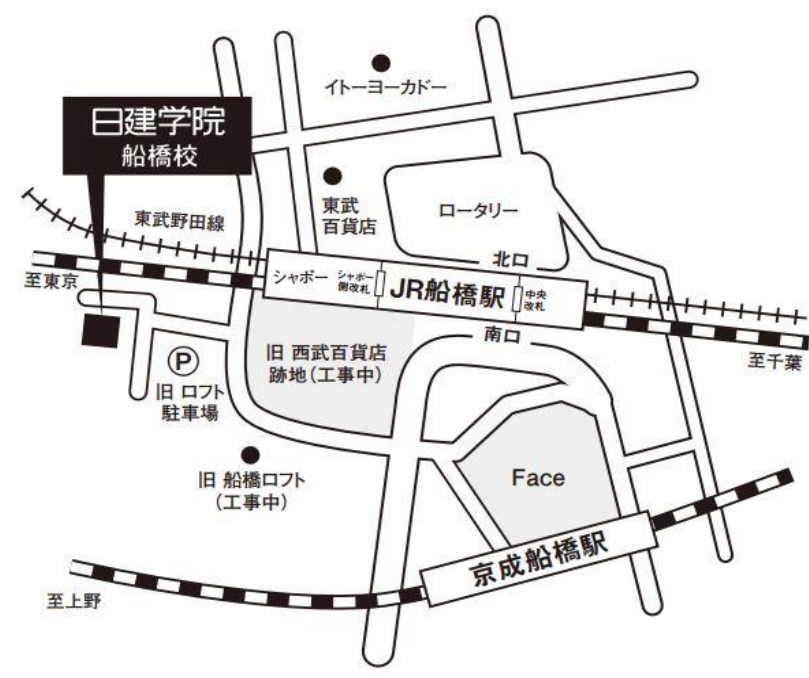 イトーヨーカドー
日建学院
船橋校
東武
百貨店
ロータリー
東武野田線
北口
至東京
シャポー
シャポー
側改札
JR船橋駅
中央
改札
南口
至千葉
旧 西武百貨店
跡地(工事中)
P
旧 ロフト
駐車場
旧 船橋ロフト
(工事中)
Face
京成船橋駅
至上野